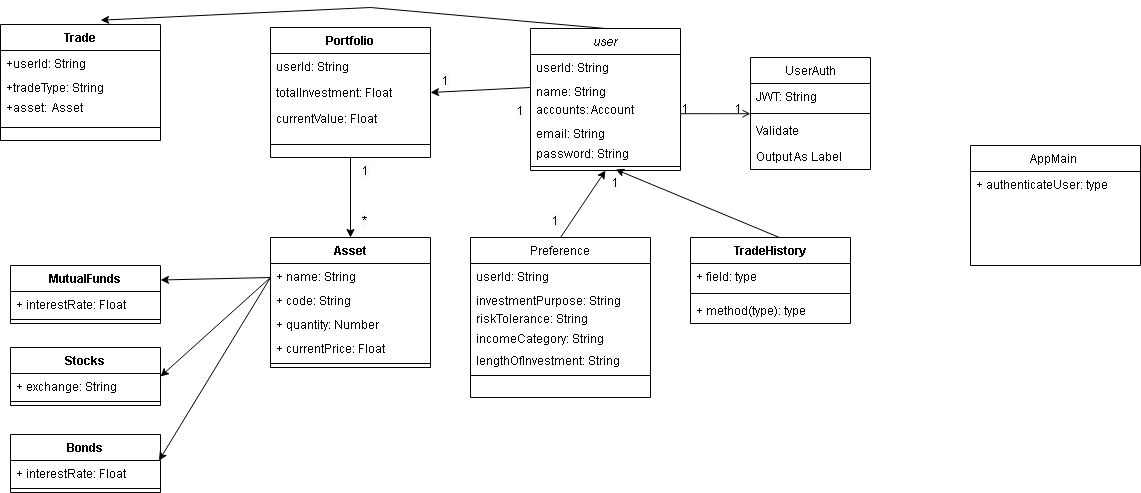 Trade
+userId: String
+tradeType: String
+asset: Asset
Portfolio
userId: String
totalInvestment: Float
currentValue: Float
1
1
user
userId: String
name: String
accounts: Account
email: String
password: String
1
1
UserAuth
JWT: String
Validate
OutputAs Label
AppMain
+ authenticateUser: type
1
*
1
1
Asset
+ name: String
+ code: String
+ quantity: Number
+ currentPrice: Float
Preference
userId: String
investmentPurpose: String
riskTolerance: String
incomeCategory: String
lengthOfInvestment: String
TradeHistory
+ field: type
+ method(type): type
MutualFunds
+ interestRate: Float
Stocks
+ exchange: String
Bonds
+ interestRate: Float